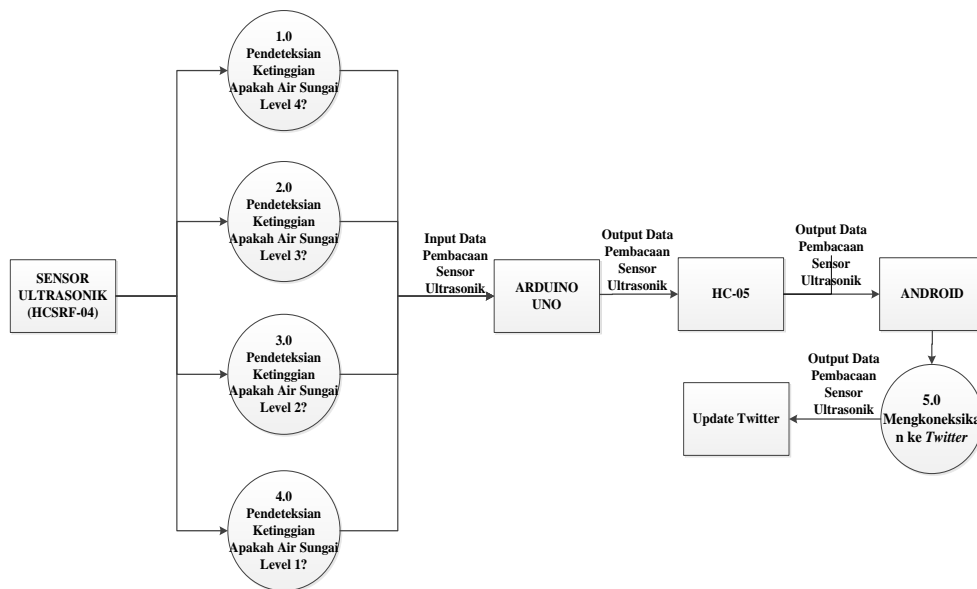 1.0
Pendeteksian
Ketinggian
Apakah Air Sungai
Level 4?
2.0
Pendeteksian
Ketinggian
Apakah Air Sungai
Level 3?
SENSOR
ULTRASONIK
(HCSRF-04)
3.0
Pendeteksian
Ketinggian
Apakah Air Sungai
Level 2?
4.0
Pendeteksian
Ketinggian
Apakah Air Sungai
Level 1?
Input Data
Pembacaan
Sensor
Ultrasonik
ARDUINO
UNO
Output Data
Pembacaan
Sensor
Ultrasonik
HC-05
Output Data
Pembacaan
Sensor
Ultrasonik
ANDROID
5.0
Mengkoneksika
n ke Twitter
Output Data
Pembacaan
Sensor
Ultrasonik
Update Twitter